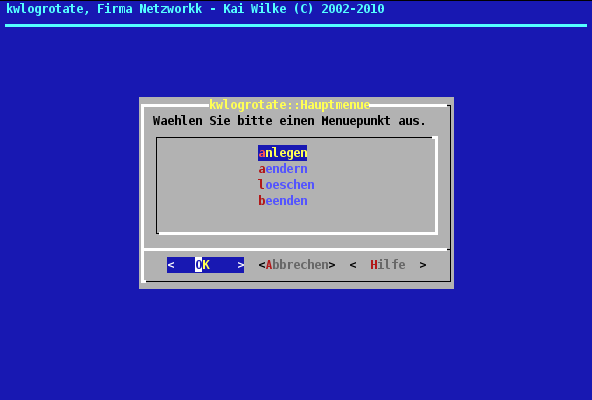 kwlogrotate, Firma Netzworkk - Kai Wilke (C) 2002-2010
kwlogrotate::Hauptmenue
Waehlen Sie bitte einen Menuepunkt aus.
anlegen
aendern
loeschen
beenden
< OK > <Abbrechen> < Hilfe >